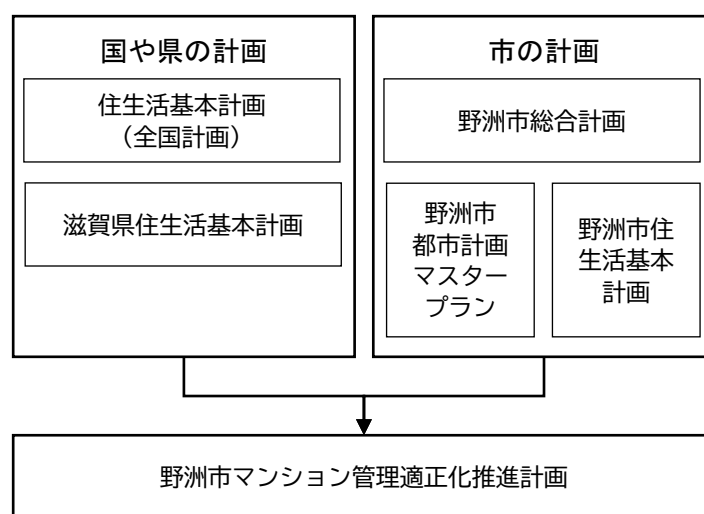 国や県の計画
住生活基本計画
（全国計画）
滋賀県住生活基本計画
市の計画
野洲市総合計画
野洲市
都市計画
マスター
プラン
野洲市住
生活基本
計画
野洲市マンション管理適正化推進計画